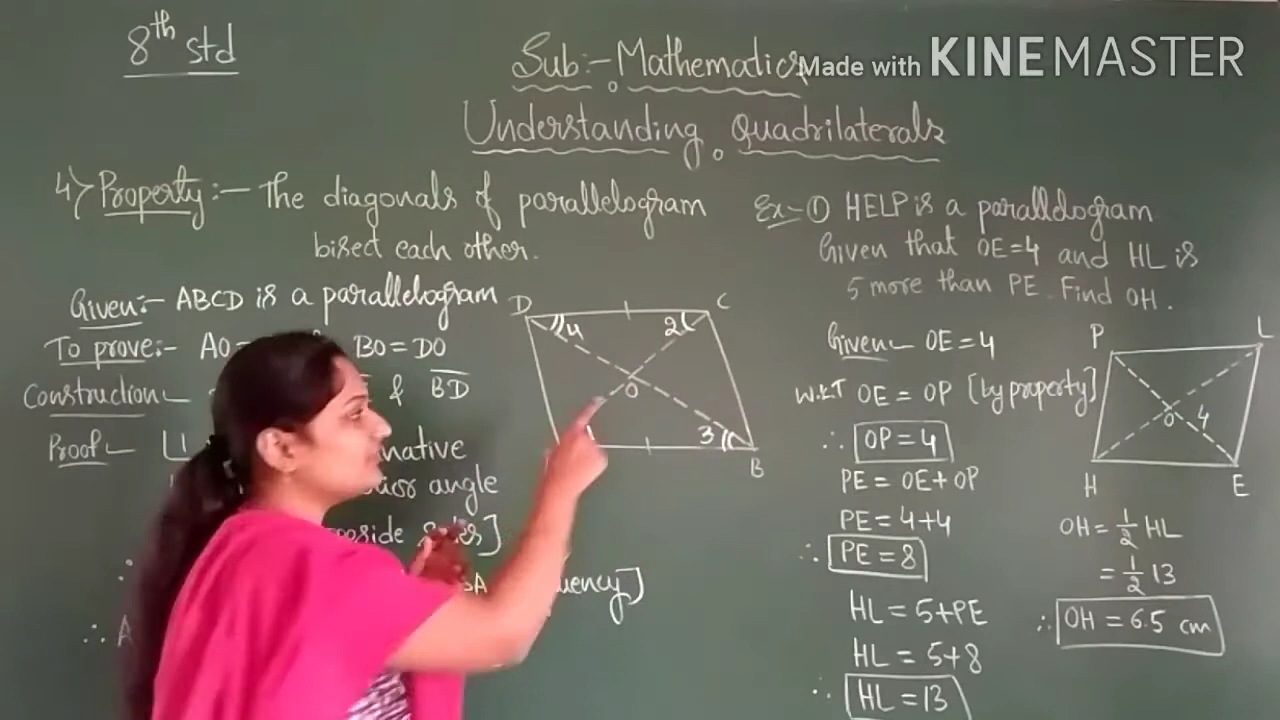 8th std
Sub:- Mathematics
Made with KINEMASTER
Understanding quadrilaterals
4) Property:- The diagonals of parallelogram
bisect each other.
Given:- ABCD is a parallelogram
To prove:- AO= BO = DO
Construction - & BD
Proof -
angle
D C
4 2
O
3
B
Ex- ① HELP is a parallelogram
Given that OE=4 and HL is
5 more than PE. Find OH.
Given - OE = 4
W.K.T OE = OP [by property]
∴ OP = 4
PE = OE + OP
PE = 4+4
∴ PE = 8
HL = 5+PE
HL = 5+8
∴ HL = 13
P L
O 4
H E
OH = 1/2 HL
= 1/2 13
∴ OH = 6.5 cm